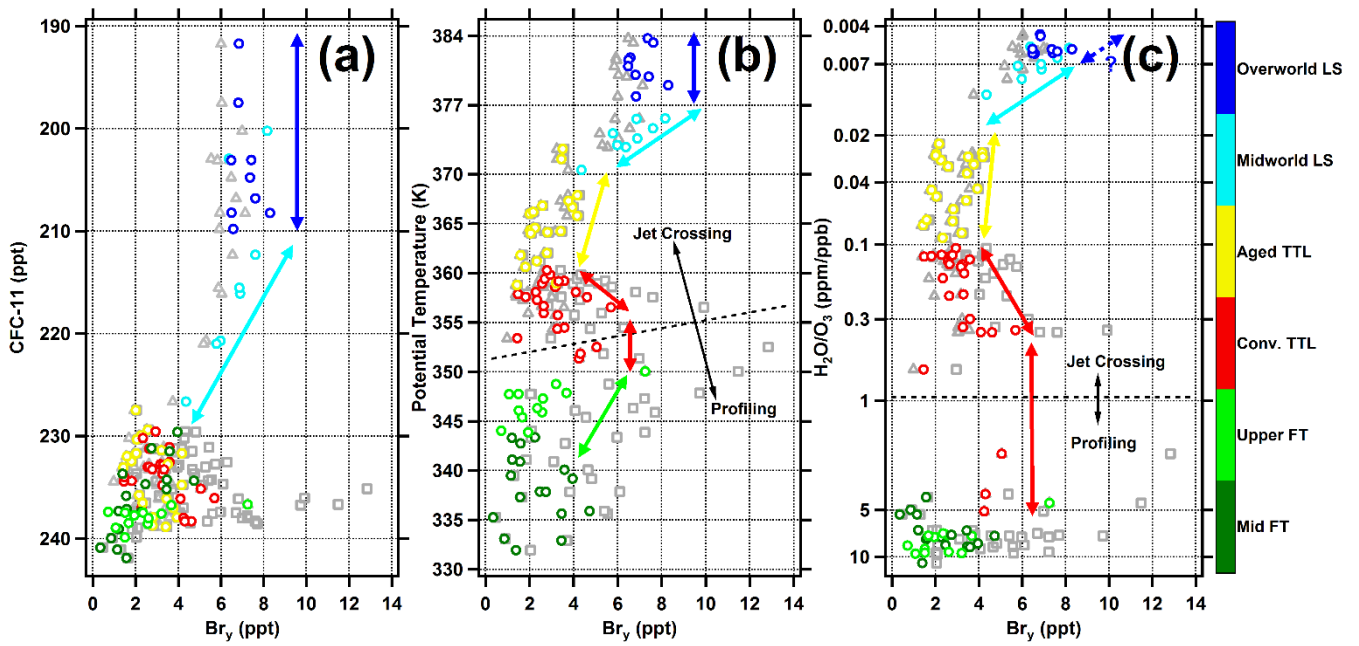 (a)
190
200
210
220
230
240
CFC-11 (ppt)
0 2 4 6 8 10 12 14
Br_y (ppt)
(b)
384
377
370
365
360
355
350
345
340
335
330
Potential Temperature (K)
Jet Crossing
Profiling
0 2 4 6 8 10 12 14
Br_y (ppt)
(c)
?
0.004
0.007
0.02
0.04
0.1
0.3
1
5
10
H₂O/O₃ (ppm/ppb)
Jet Crossing
Profiling
0 2 4 6 8 10 12 14
Br_y (ppt)
Overworld LS
Midworld LS
Aged TTL
Conv. TTL
Upper FT
Mid FT